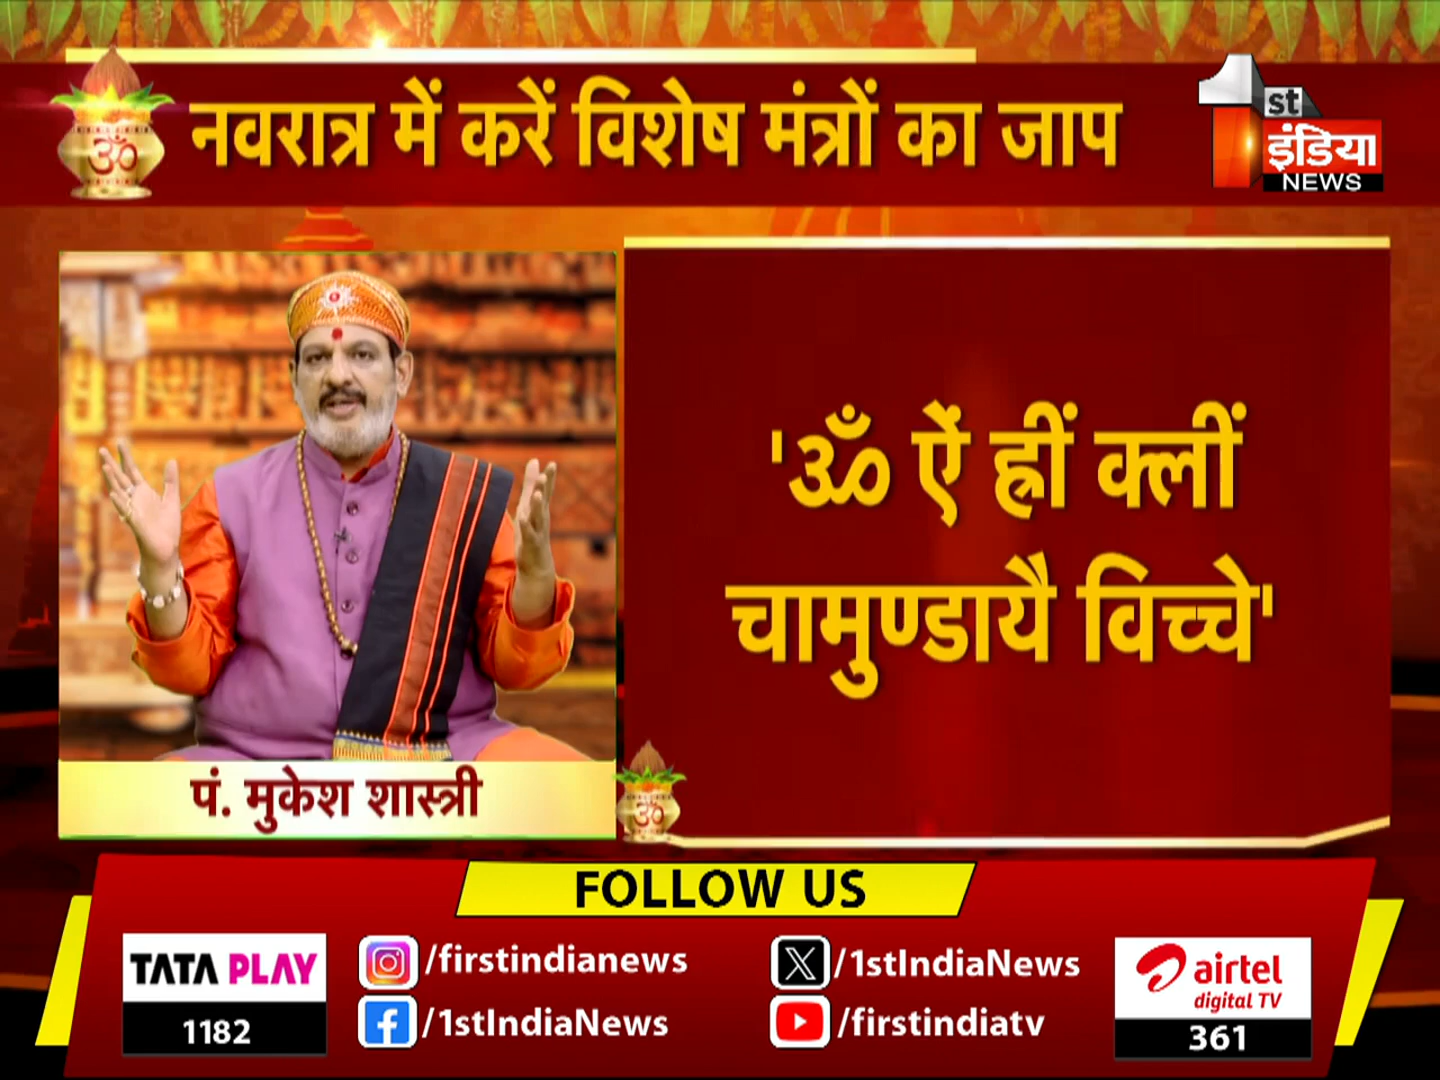 नवरात्र में करें विशेष मंत्रों का जाप
1st
इंडिया
NEWS
ॐ
'ॐ ऐं ह्रीं क्लीं
चामुण्डायै विच्चे'
पं. मुकेश शास्त्री
ॐ
FOLLOW US
TATA PLAY
1182
/firstindianews
/1stIndiaNews
/1stIndiaNews
/firstindiatv
airtel
digital TV
361